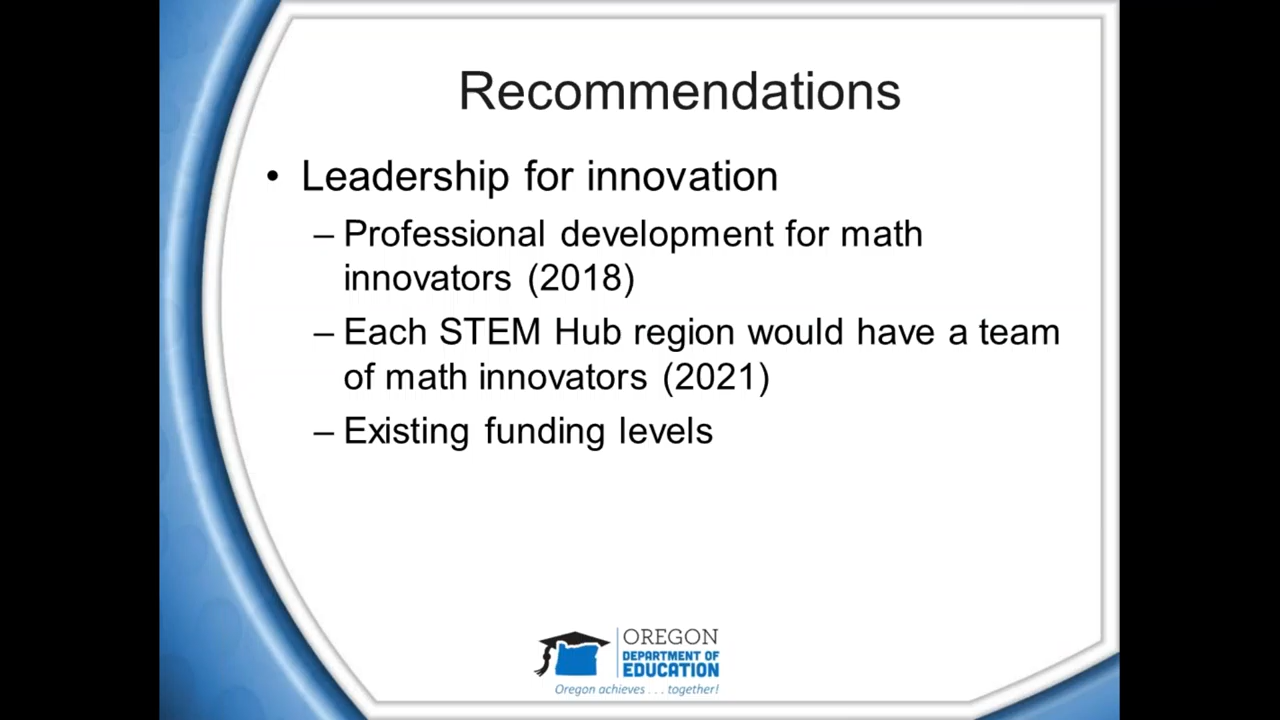 Recommendations
• Leadership for innovation
– Professional development for math
innovators (2018)
– Each STEM Hub region would have a team
of math innovators (2021)
– Existing funding levels
OREGON
DEPARTMENT OF
EDUCATION
Oregon achieves . . . together!